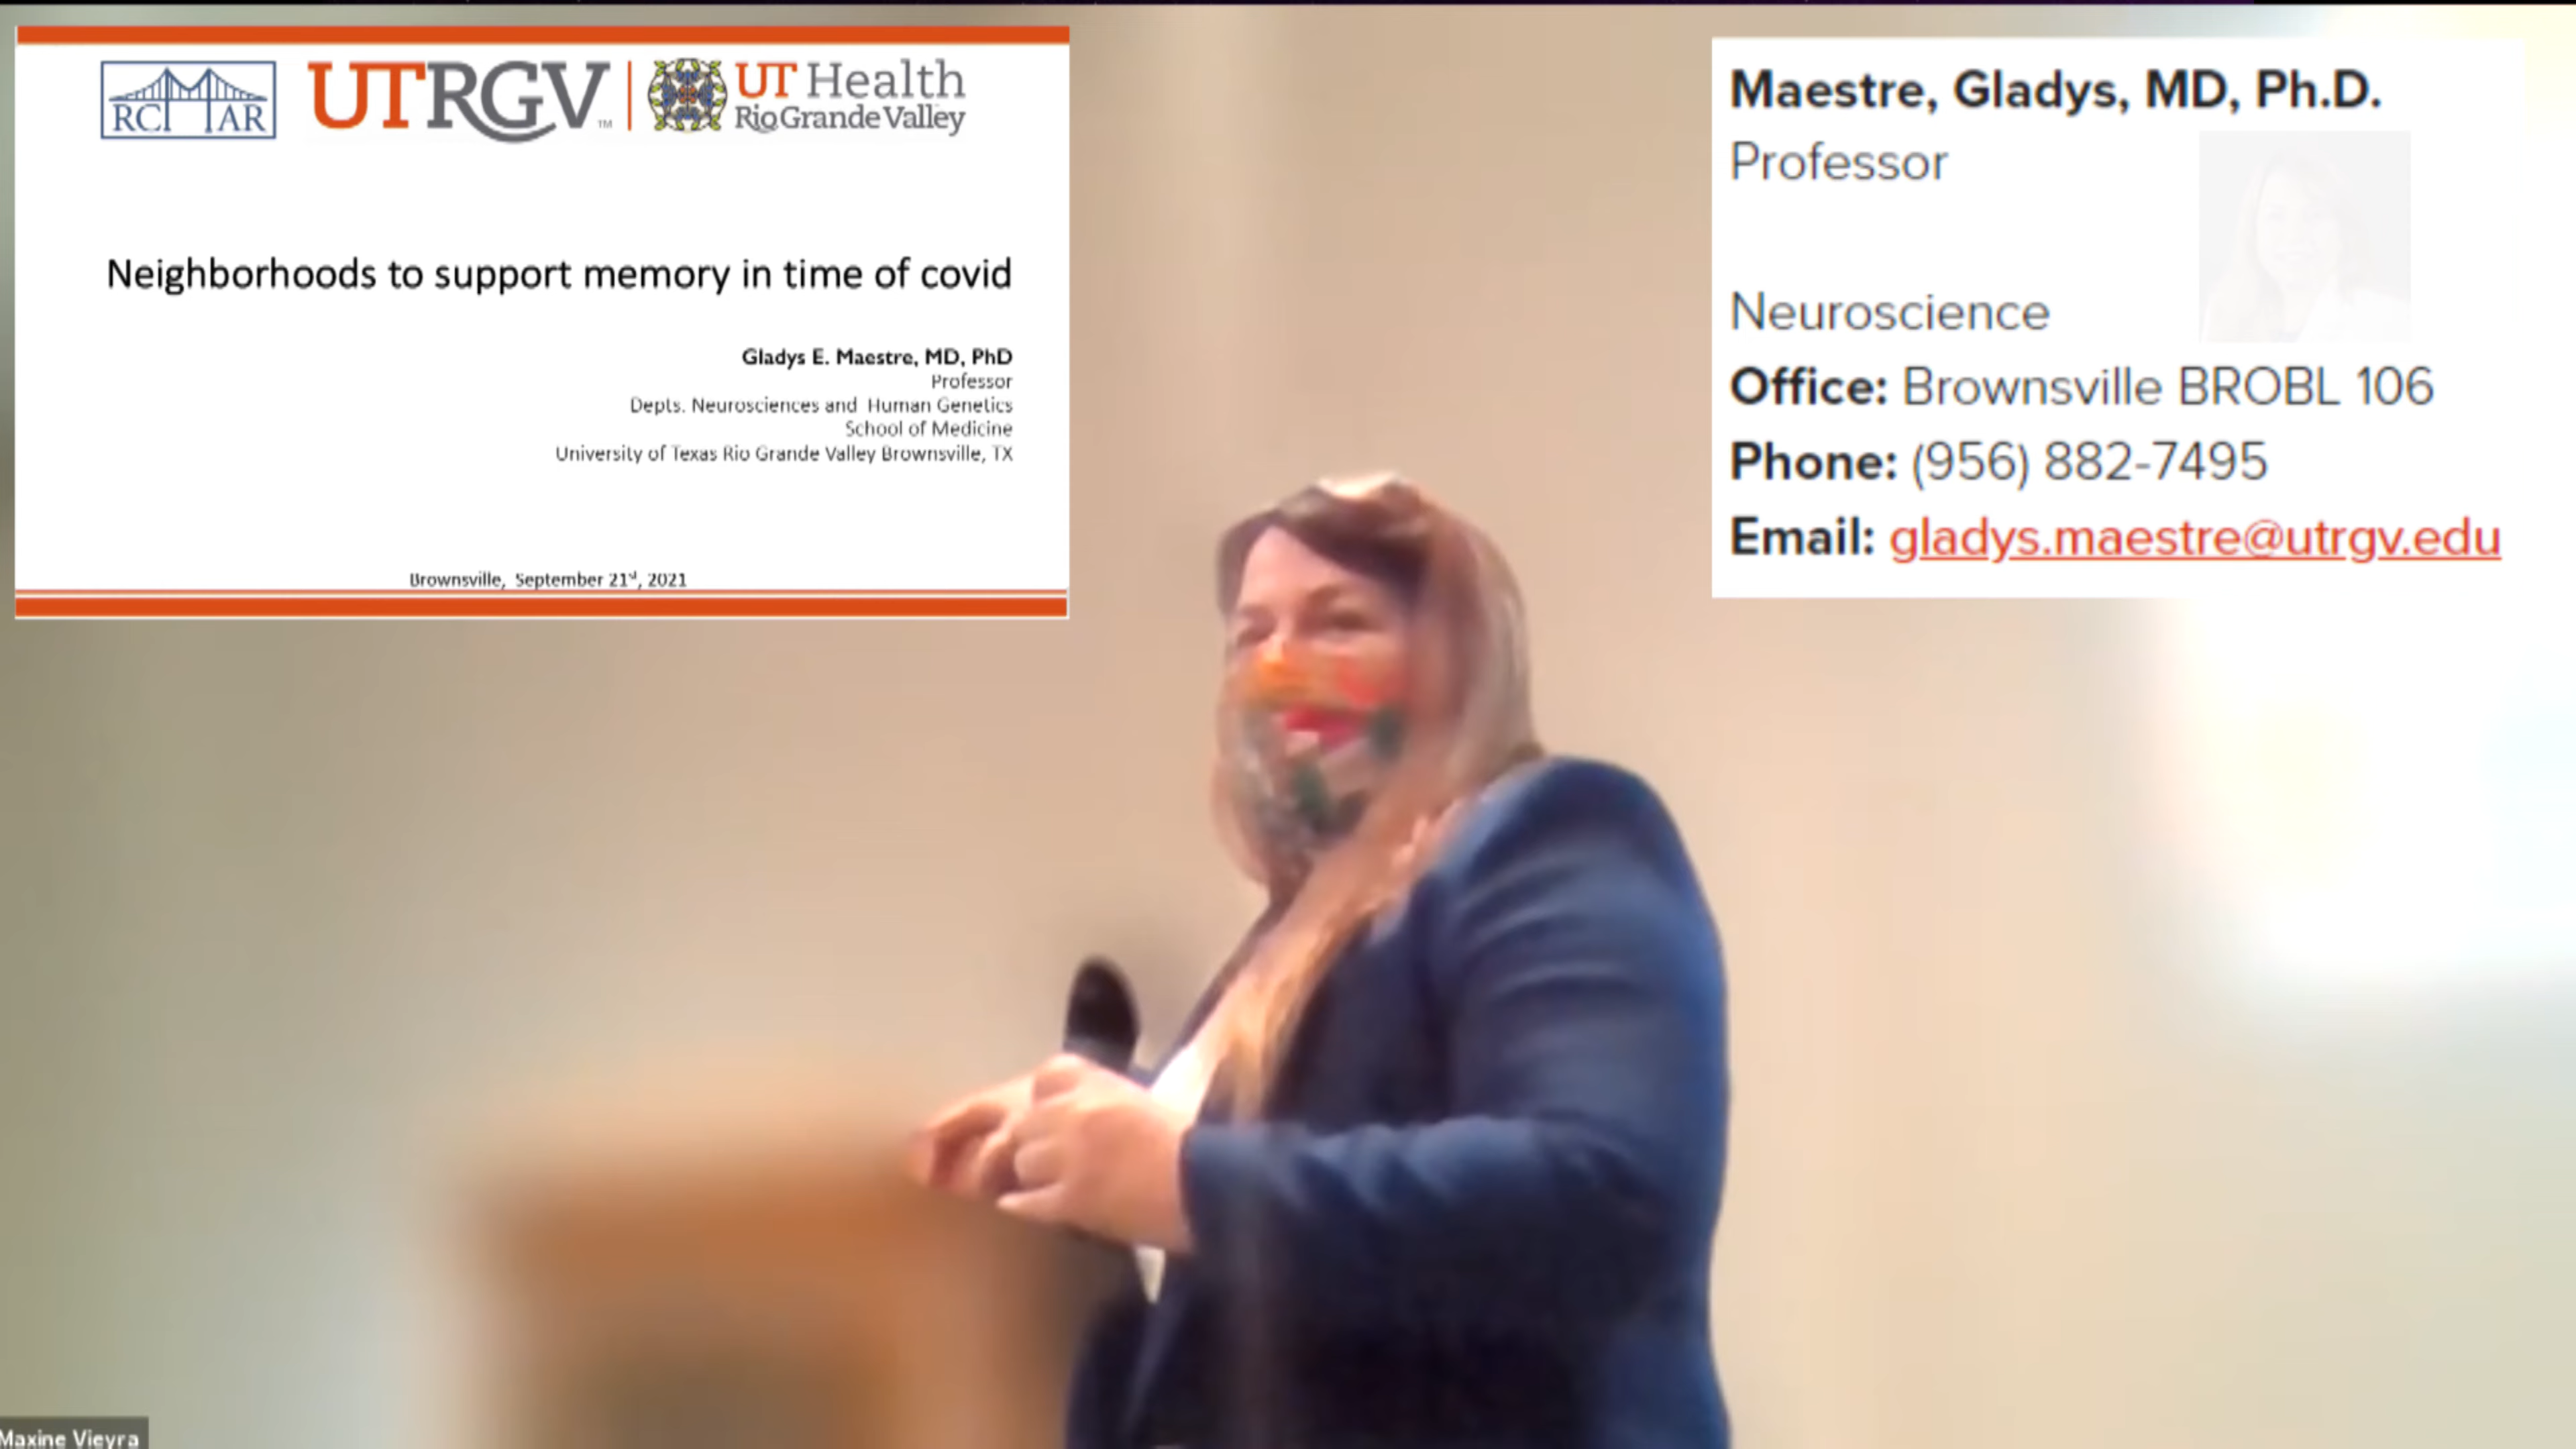 RCMAR
UTRGV™ | UT Health
Rio Grande Valley
Neighborhoods to support memory in time of covid
Gladys E. Maestre, MD, PhD
Professor
Depts. Neurosciences and Human Genetics
School of Medicine
University of Texas Rio Grande Valley Brownsville, TX
Brownsville, September 21st, 2021
Maestre, Gladys, MD, Ph.D.
Professor
Neuroscience
Office: Brownsville BROBL 106
Phone: (956) 882-7495
Email: gladys.maestre@utrgv.edu
Maxine Vieyra